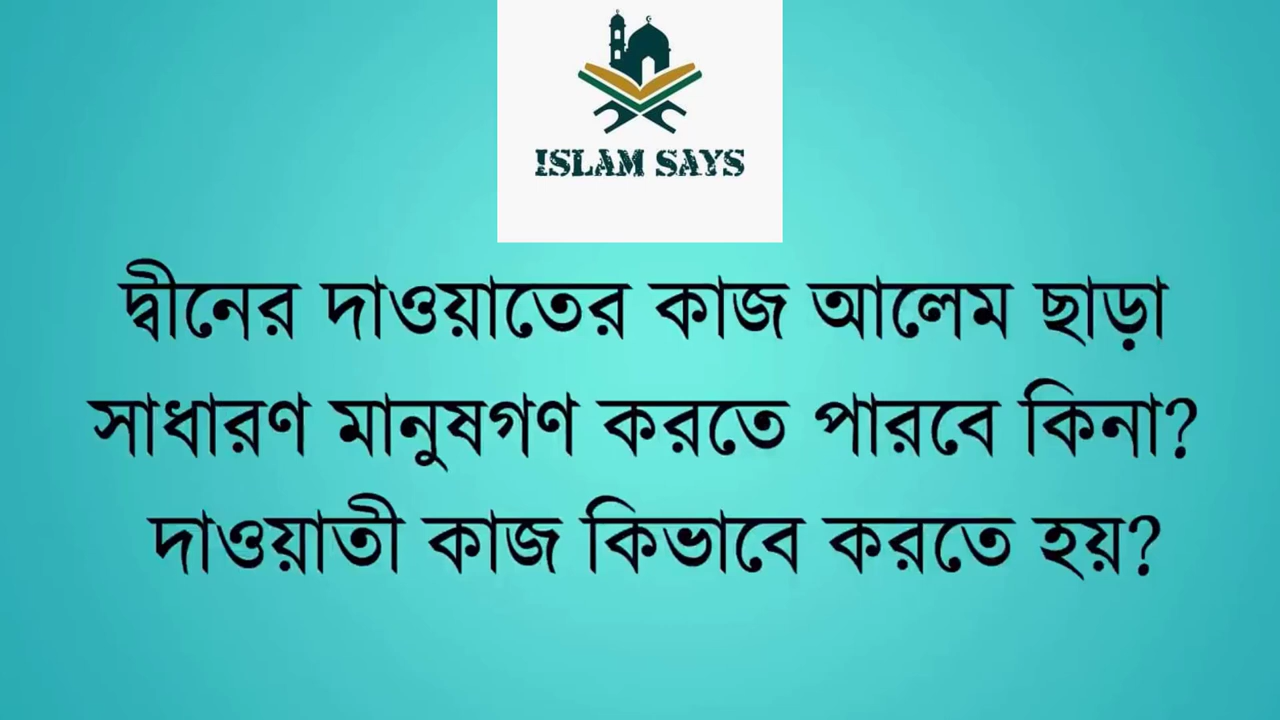 ISLAM SAYS
দ্বীনের দাওয়াতের কাজ আলেম ছাড়া
সাধারণ মানুষগণ করতে পারবে কিনা?
দাওয়াতী কাজ কিভাবে করতে হয়?